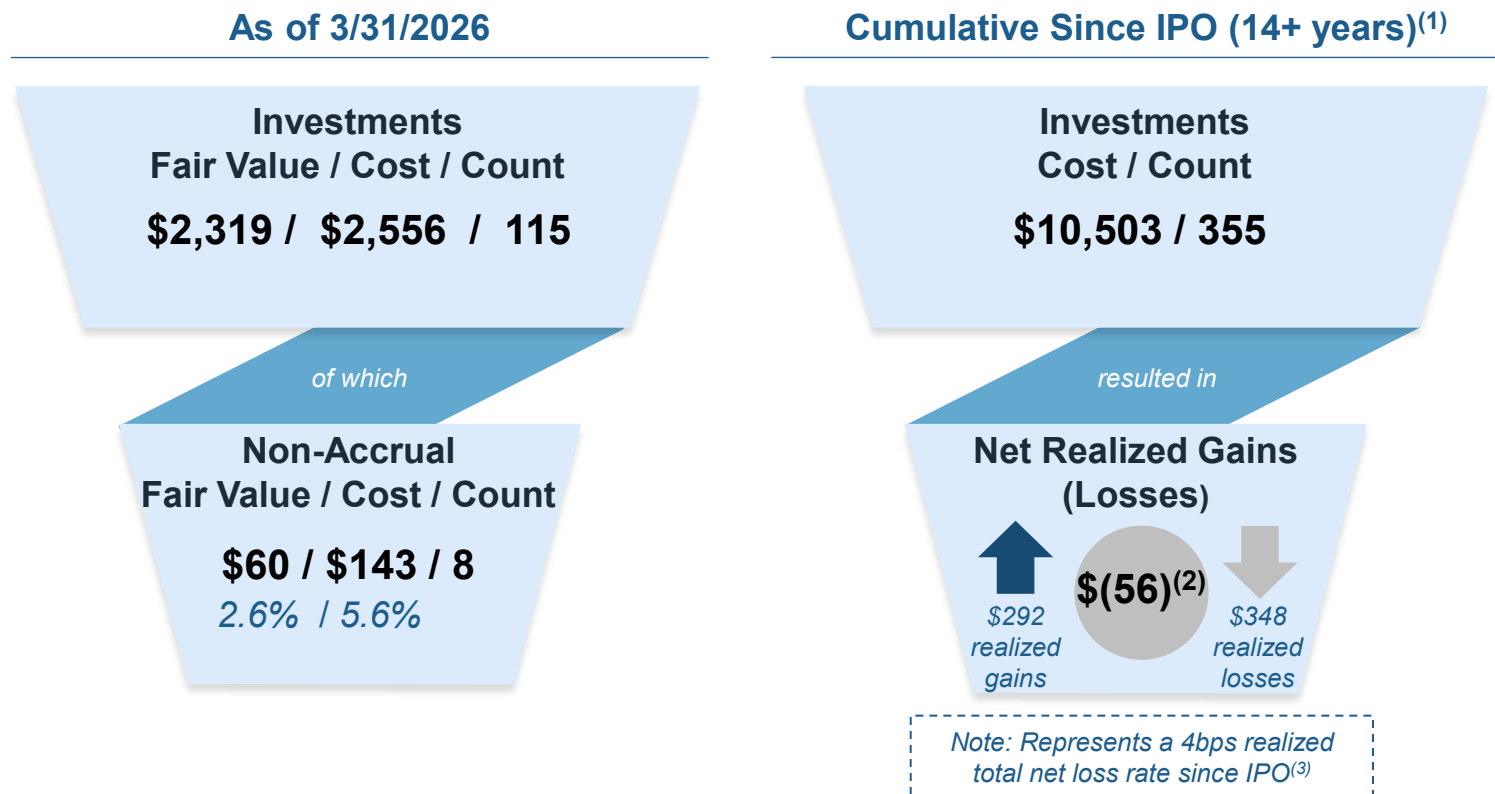 As of 3/31/2026
Investments
Fair Value / Cost / Count
$2,319 / $2,556 / 115
of which
Non-Accrual
Fair Value / Cost / Count
$60 / $143 / 8
2.6% / 5.6%
Cumulative Since IPO (14+ years)(1)
Investments
Cost / Count
$10,503 / 355
resulted in
Net Realized Gains
(Losses)
$(56)(2)
$292
realized
gains
$348
realized
losses
Note: Represents a 4bps realized
total net loss rate since IPO(3)